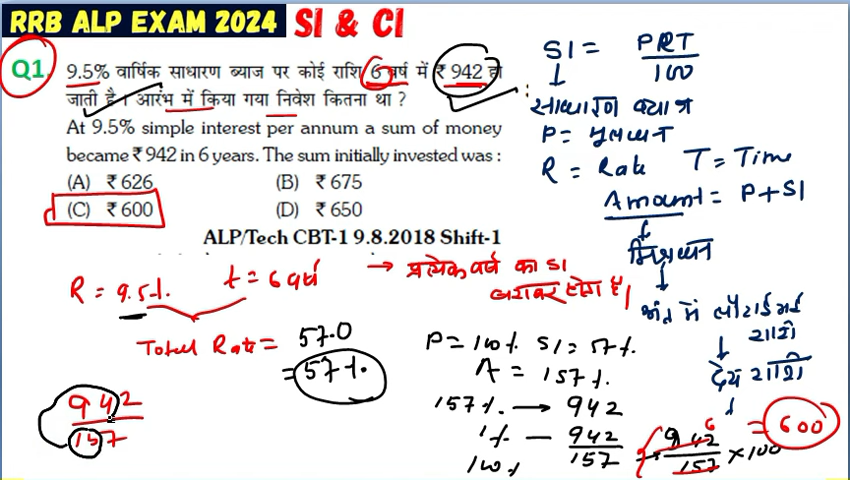 RRB ALP EXAM 2024 SI & CI
Q1. 9.5% वार्षिक साधारण ब्याज पर कोई राशि 6 वर्ष में ₹ 942 हो
जाती है। आरंभ में किया गया निवेश कितना था ?
At 9.5% simple interest per annum a sum of money
became ₹ 942 in 6 years. The sum initially invested was :
(A) ₹ 626 (B) ₹ 675
(C) ₹ 600 (D) ₹ 650
ALP/Tech CBT-1 9.8.2018 Shift-1
SI = PRT
100
साधारण ब्याज
P = मूलधन
R = Rate T = Time
Amount = P + SI
मिश्रधन
अंत में लौटाई गई
राशि
देय राशि
R = 9.5%. t = 6 वर्ष
→ प्रत्येक वर्ष का SI
बराबर होता है।
Total Rate = 57.0
= 57%.
942
157
P = 100%. SI = 57%.
A = 157%.
157%. → 942
1% — 942
157
100%
942 6
157 × 100
= 600